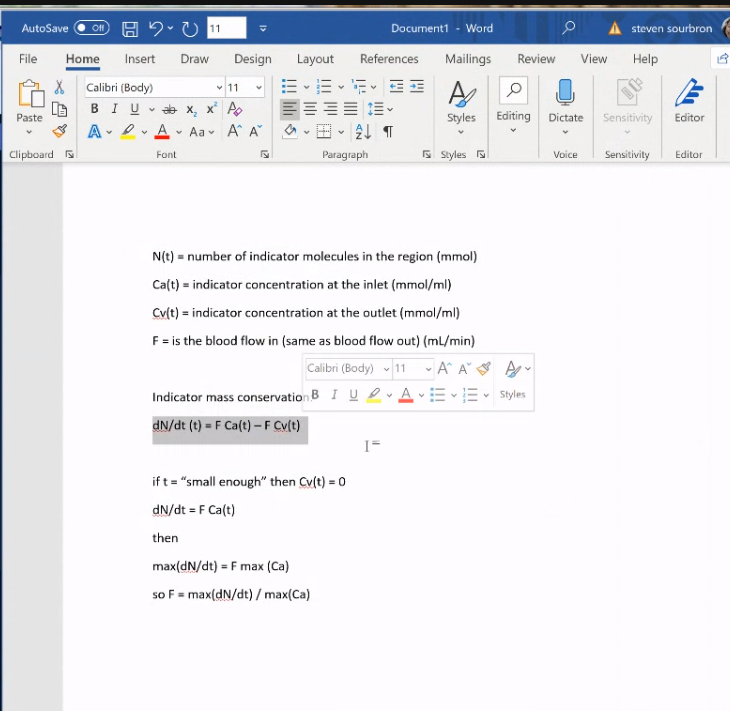 AutoSave Off 11 Document1 - Word steven sourbron
File Home Insert Draw Design Layout References Mailings Review View Help
Calibri (Body) 11
Paste B I U ab x₂ x² A Styles Editing Dictate Sensitivity Editor
A A Aa A A
Clipboard Font Paragraph Styles Voice Sensitivity Editor
N(t) = number of indicator molecules in the region (mmol)
Ca(t) = indicator concentration at the inlet (mmol/ml)
Cv(t) = indicator concentration at the outlet (mmol/ml)
F = is the blood flow in (same as blood flow out) (mL/min)
Calibri (Body) 11 A A A
Indicator mass conservation B I U A Styles
dN/dt (t) = F Ca(t) – F Cv(t)
if t = “small enough” then Cv(t) = 0
dN/dt = F Ca(t)
then
max(dN/dt) = F max (Ca)
so F = max(dN/dt) / max(Ca)